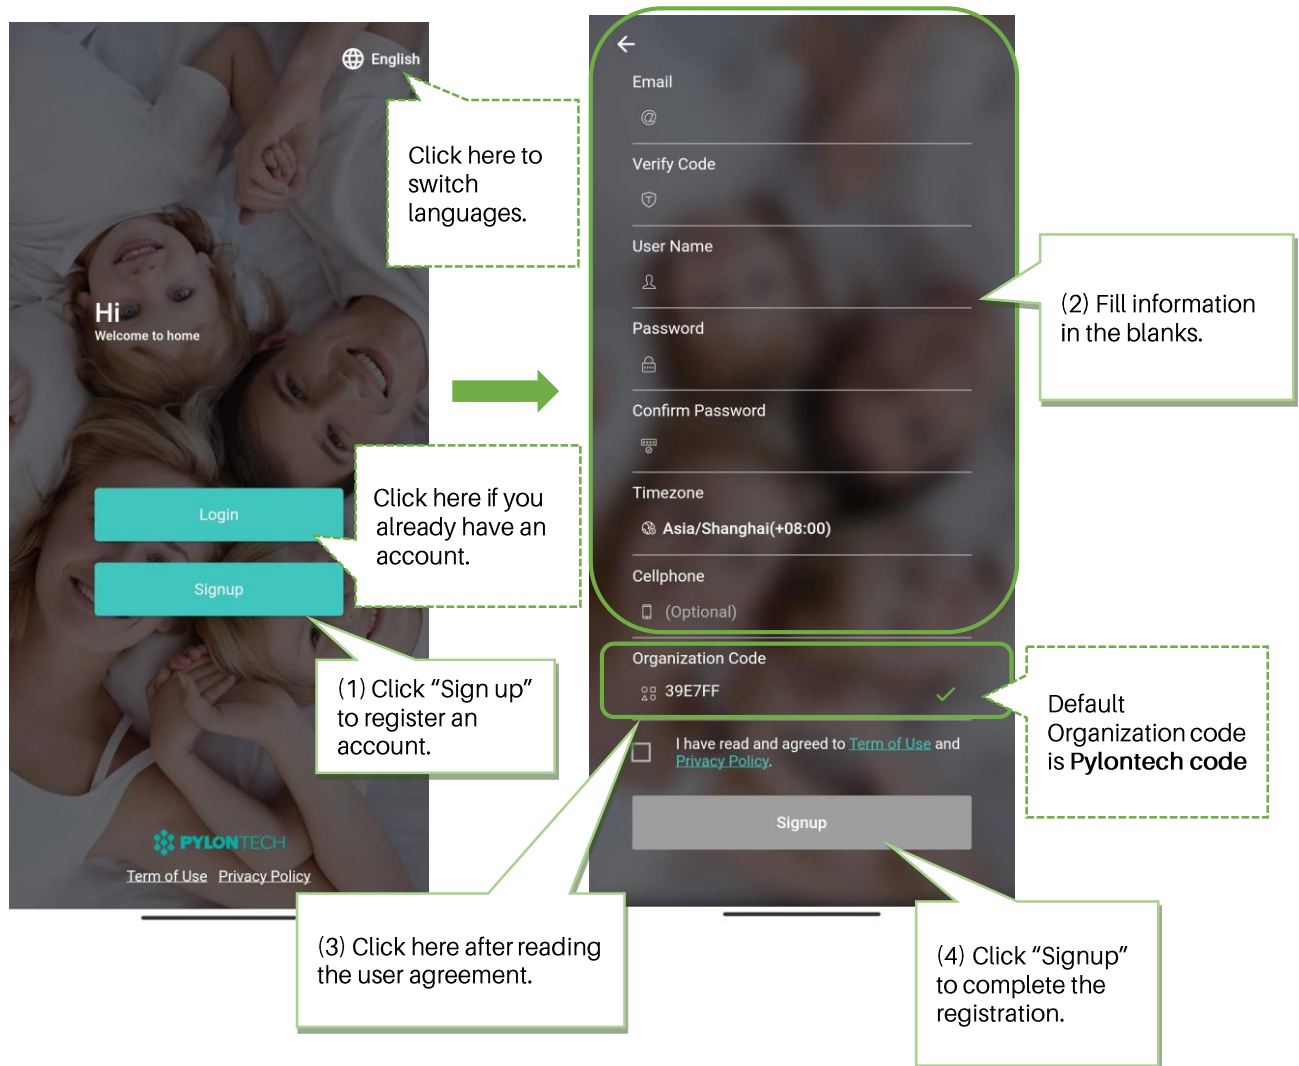 English
Click here to
switch
languages.
Hi
Welcome to home
Login
Click here if you
already have an
account.
Signup
(1) Click “Sign up”
to register an
account.
PYLONTECH
Term of Use Privacy Policy
Email
Verify Code
User Name
Password
Confirm Password
Timezone
Asia/Shanghai(+08:00)
Cellphone
(Optional)
Organization Code
39E7FF
I have read and agreed to Term of Use and
Privacy Policy.
Signup
(2) Fill information
in the blanks.
Default
Organization code
is Pylontech code
(3) Click here after reading
the user agreement.
(4) Click “Signup”
to complete the
registration.